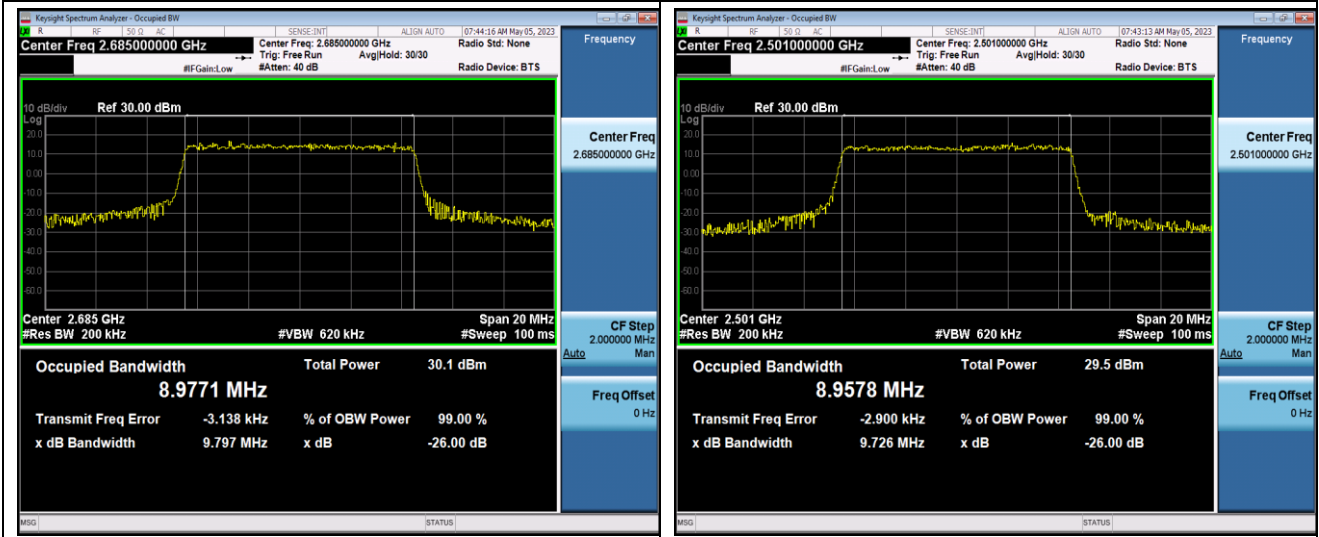 Keysight Spectrum Analyzer - Occupied BW
R RF 50 Ω AC SENSE:INT ALIGN AUTO 07:44:16 AM May 05, 2023
Center Freq 2.685000000 GHz
Center Freq: 2.685000000 GHz Radio Std: None
Trig: Free Run Avg|Hold: 30/30
#IFGain:Low #Atten: 40 dB Radio Device: BTS
10 dB/div Ref 30.00 dBm
Log
20.0
10.0
0.00
-10.0
-20.0
-30.0
-40.0
-50.0
-60.0
Center 2.685 GHz Span 20 MHz
#Res BW 200 kHz #VBW 620 kHz #Sweep 100 ms
Occupied Bandwidth Total Power 30.1 dBm
8.9771 MHz
Transmit Freq Error -3.138 kHz % of OBW Power 99.00 %
x dB Bandwidth 9.797 MHz x dB -26.00 dB
MSG STATUS
Frequency
Center Freq
2.685000000 GHz
CF Step
2.000000 MHz
Auto Man
Freq Offset
0 Hz
Keysight Spectrum Analyzer - Occupied BW
R RF 50 Ω AC SENSE:INT ALIGN AUTO 07:43:13 AM May 05, 2023
Center Freq 2.501000000 GHz
Center Freq: 2.501000000 GHz Radio Std: None
Trig: Free Run Avg|Hold: 30/30
#IFGain:Low #Atten: 40 dB Radio Device: BTS
10 dB/div Ref 30.00 dBm
Log
20.0
10.0
0.00
-10.0
-20.0
-30.0
-40.0
-50.0
-60.0
Center 2.501 GHz Span 20 MHz
#Res BW 200 kHz #VBW 620 kHz #Sweep 100 ms
Occupied Bandwidth Total Power 29.5 dBm
8.9578 MHz
Transmit Freq Error -2.900 kHz % of OBW Power 99.00 %
x dB Bandwidth 9.726 MHz x dB -26.00 dB
MSG STATUS
Frequency
Center Freq
2.501000000 GHz
CF Step
2.000000 MHz
Auto Man
Freq Offset
0 Hz